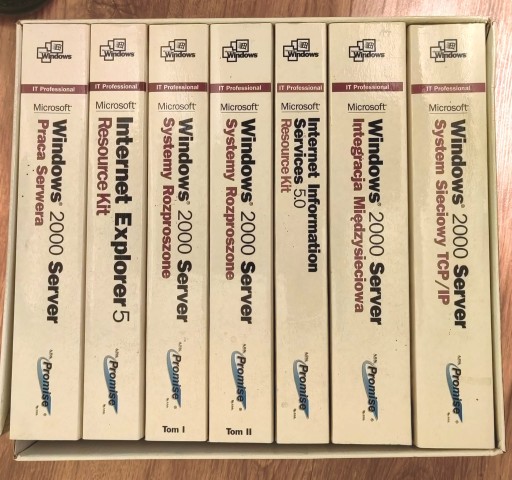 Windows
IT Professional
Microsoft®
Windows® 2000 Server
Praca Serwera
Promise®
Windows
IT Professional
Microsoft®
Internet Explorer 5
Resource Kit
Promise®
Windows
IT Professional
Microsoft®
Windows® 2000 Server
Systemy Rozproszone
Promise®
Tom I
Windows
IT Professional
Microsoft®
Windows® 2000 Server
Systemy Rozproszone
Promise®
Tom II
Windows
IT Professional
Microsoft®
Internet Information
Services 5.0
Resource Kit
Promise®
Windows
IT Professional
Microsoft®
Windows® 2000 Server
Integracja Międzysieciowa
Promise®
Windows
IT Professional
Microsoft®
Windows® 2000 Server
System Sieciowy TCP/IP
Promise®